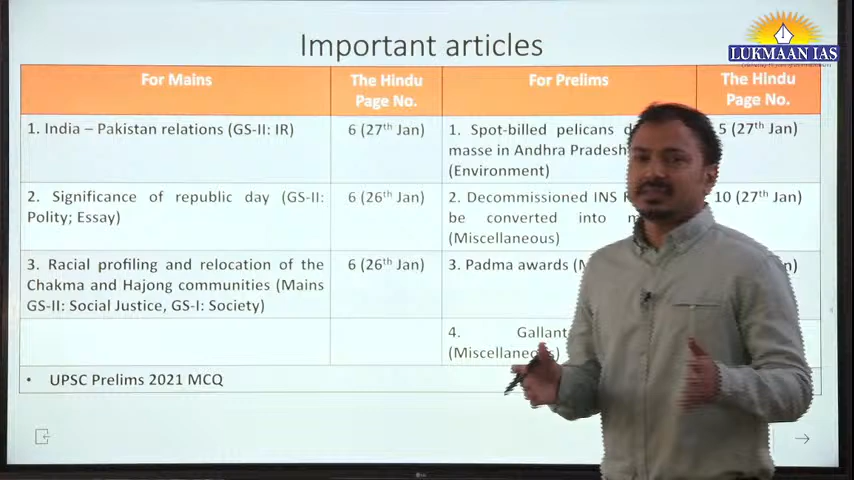 Important articles
LUKMAAN IAS
For Mains
The Hindu
Page No.
For Prelims
The Hindu
Page No.
1. India – Pakistan relations (GS-II: IR)
6 (27th Jan)
1. Spot-billed pelicans
masse in Andhra Pradesh
(Environment)
5 (27th Jan)
2. Significance of republic day (GS-II:
Polity; Essay)
6 (26th Jan)
2. Decommissioned INS
be converted into
(Miscellaneous)
10 (27th Jan)
3. Racial profiling and relocation of the
Chakma and Hajong communities (Mains
GS-II: Social Justice, GS-I: Society)
6 (26th Jan)
3. Padma awards
4. Gallant
(Miscellaneous)
• UPSC Prelims 2021 MCQ